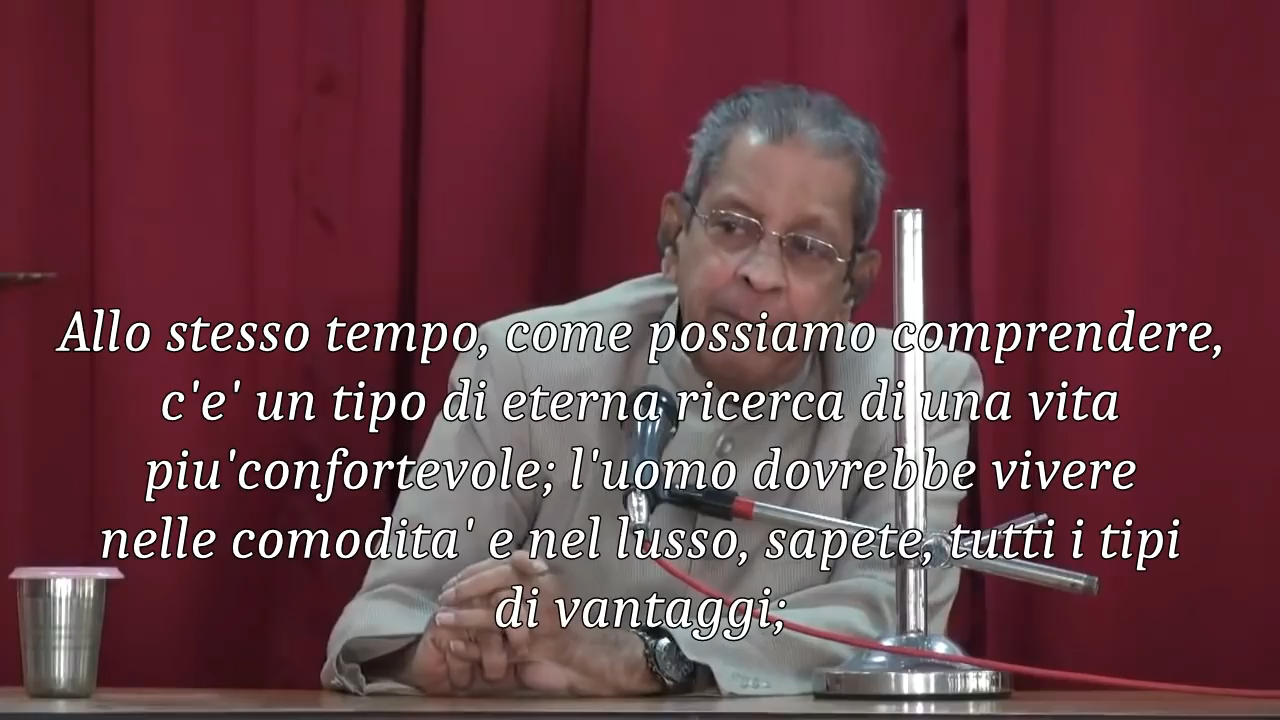 Allo stesso tempo, come possiamo comprendere,
c'e' un tipo di eterna ricerca di una vita
piu'confortevole; l'uomo dovrebbe vivere
nelle comodita' e nel lusso, sapete, tutti i tipi
di vantaggi;